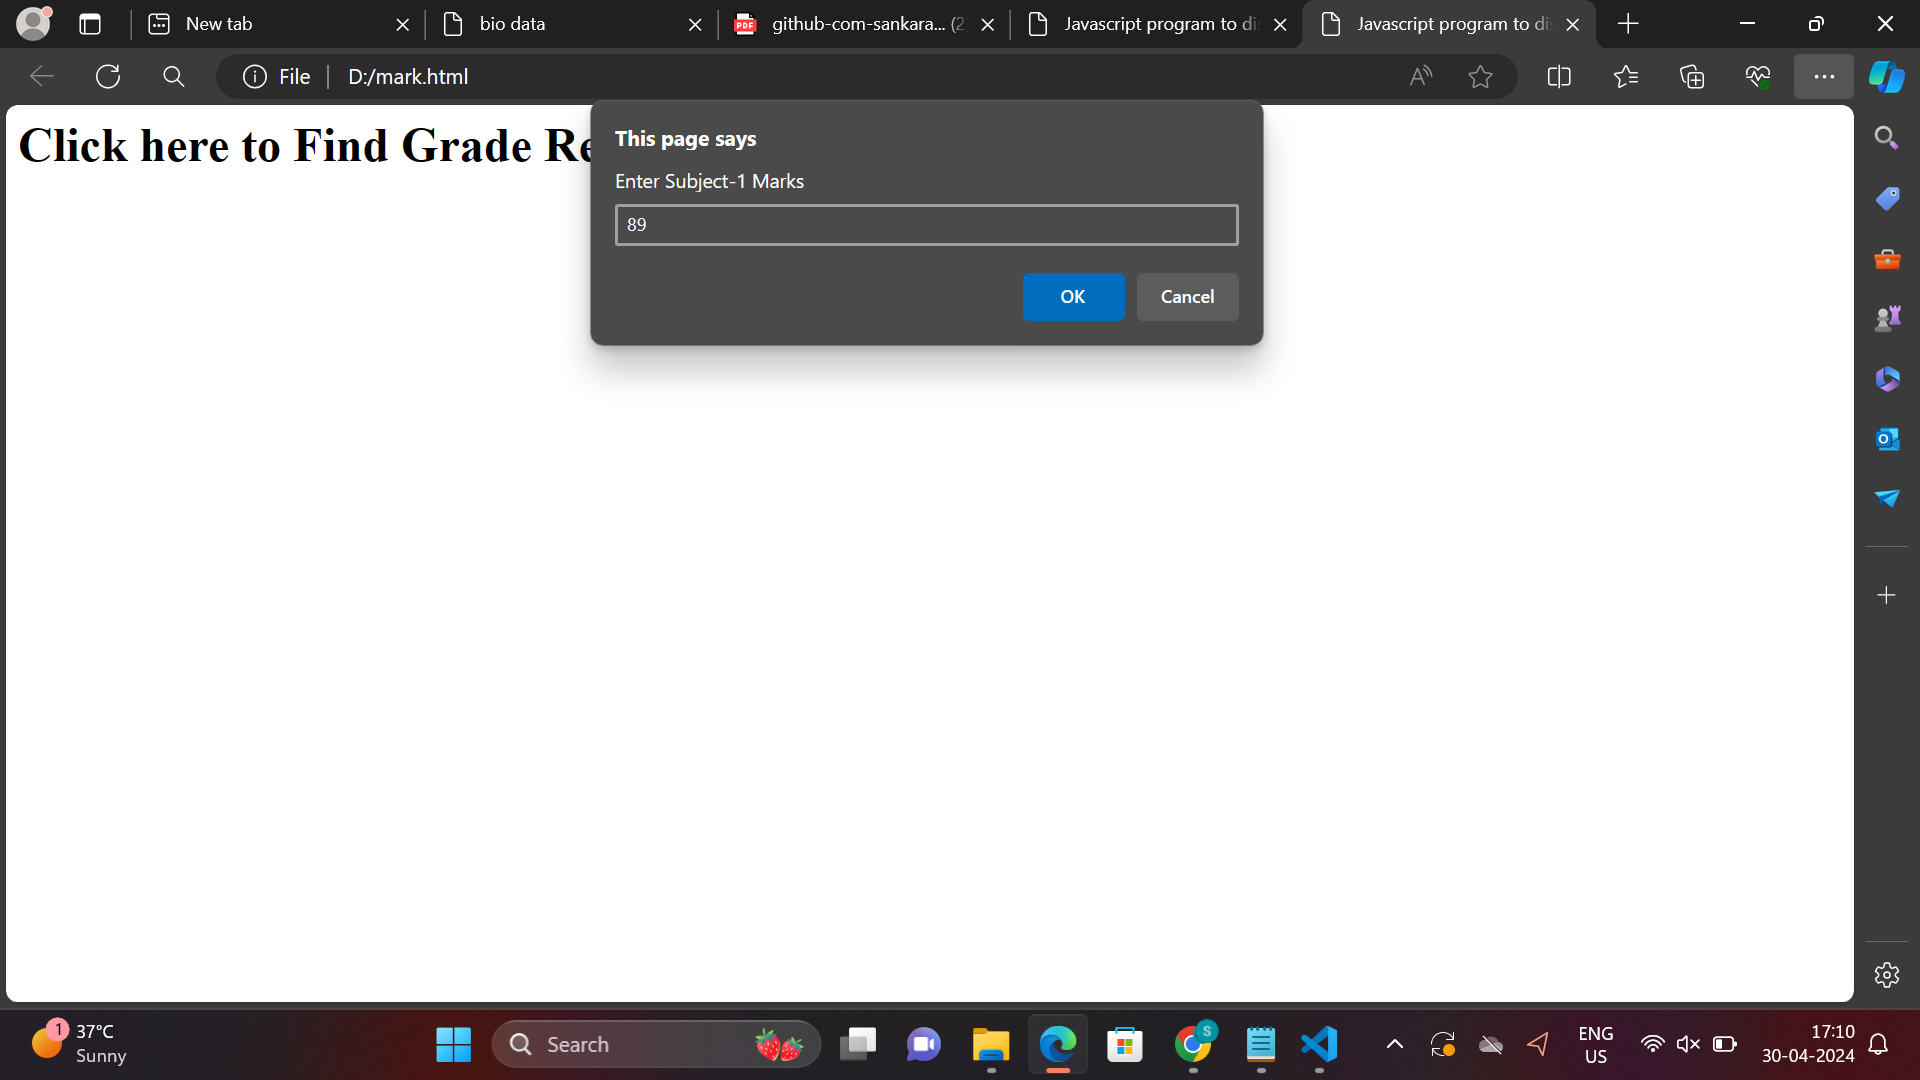 New tab
bio data
github-com-sankara... (2)
Javascript program to di
Javascript program to di
File
D:/mark.html
Click here to Find Grade Re
This page says
Enter Subject-1 Marks
89
OK
Cancel
1
37°C
Sunny
Search
S
ENG
US
17:10
30-04-2024